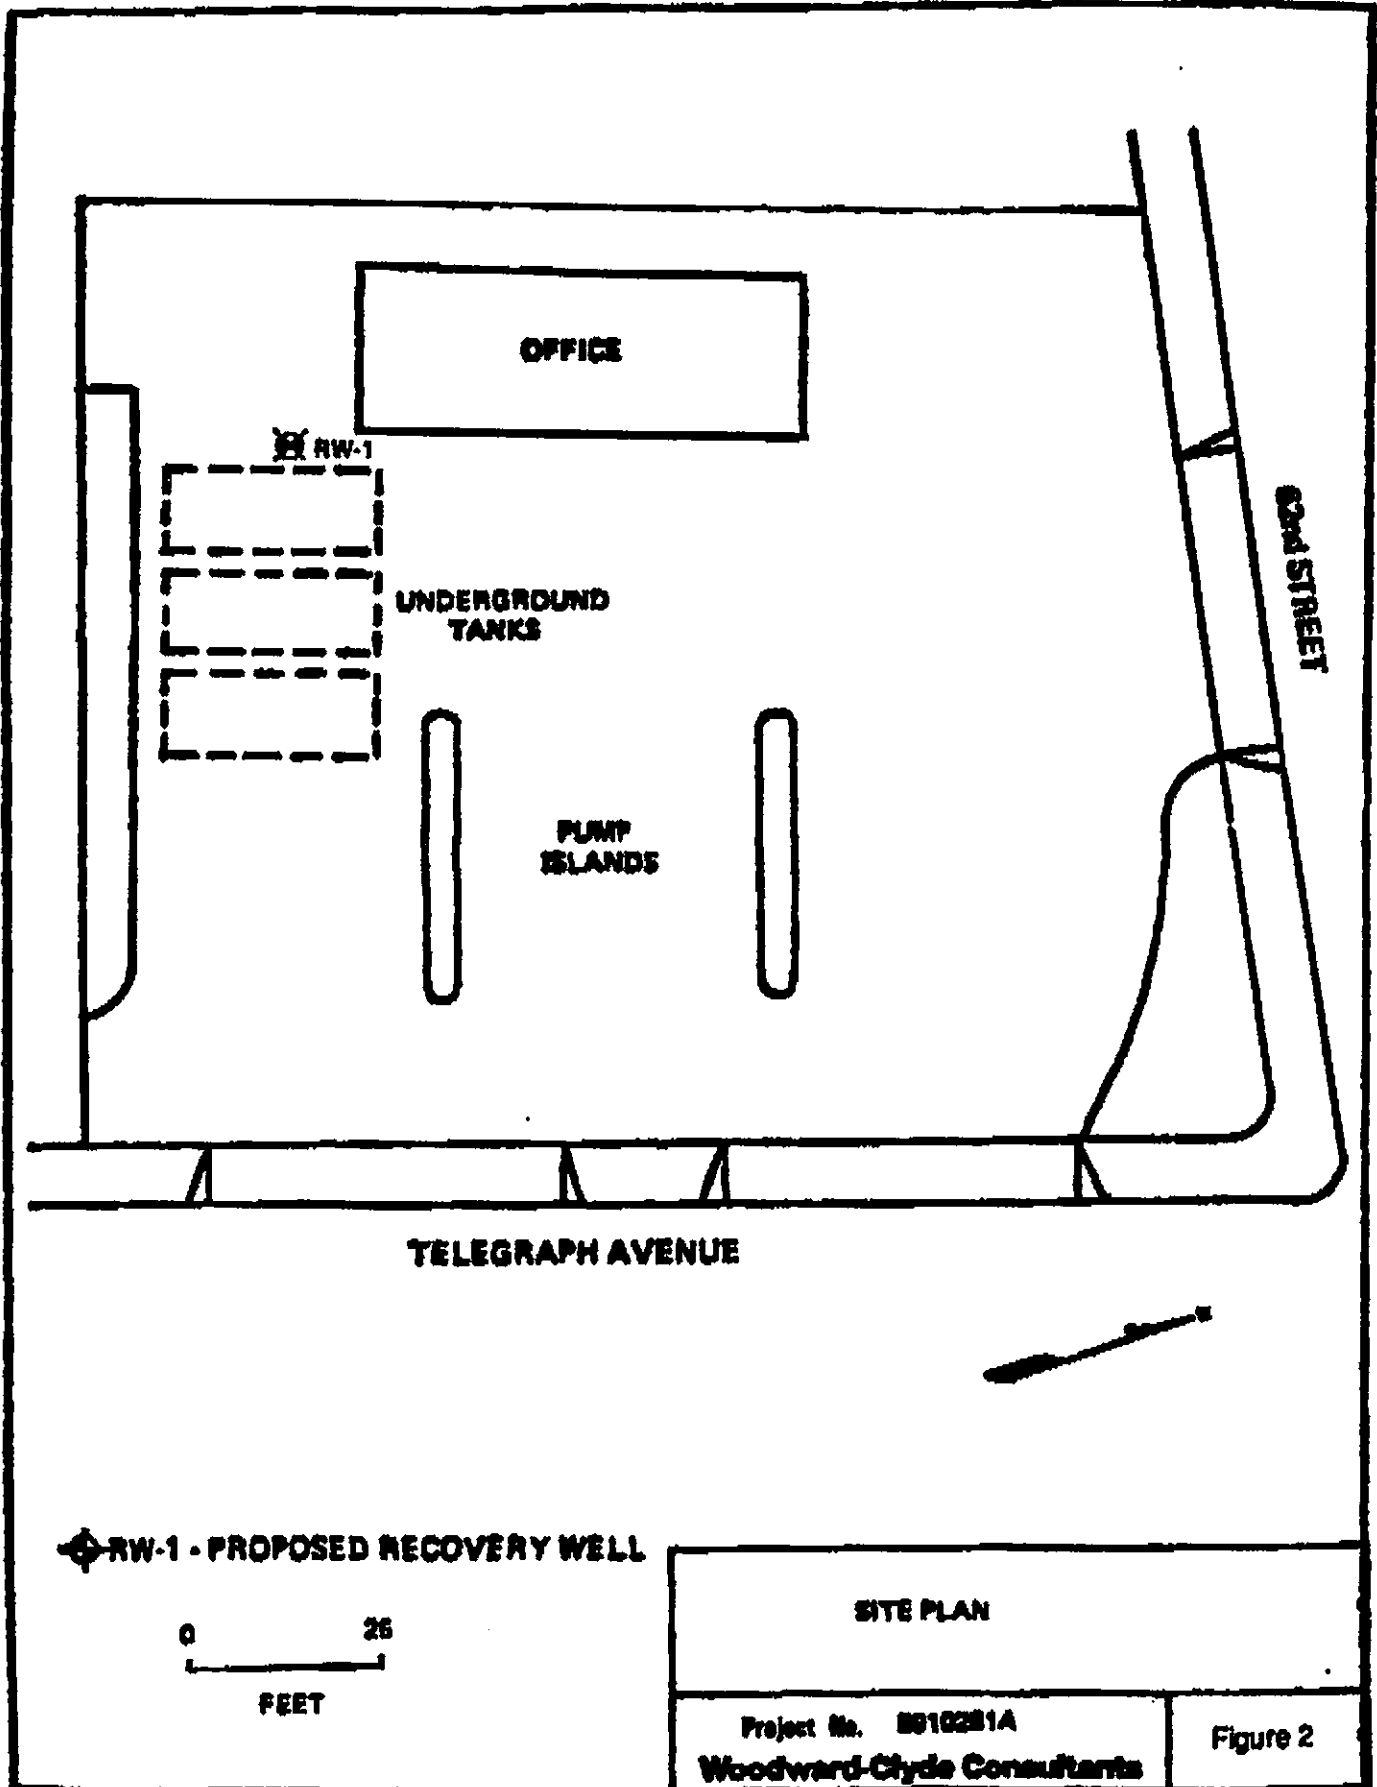 OFFICE
RW-1
UNDERGROUND
TANKS
62nd STREET
PUMP
ISLANDS
TELEGRAPH AVENUE
RW-1 - PROPOSED RECOVERY WELL
0 25
FEET
SITE PLAN
Project No.
Woodward-Clyde Consultants
Figure 2